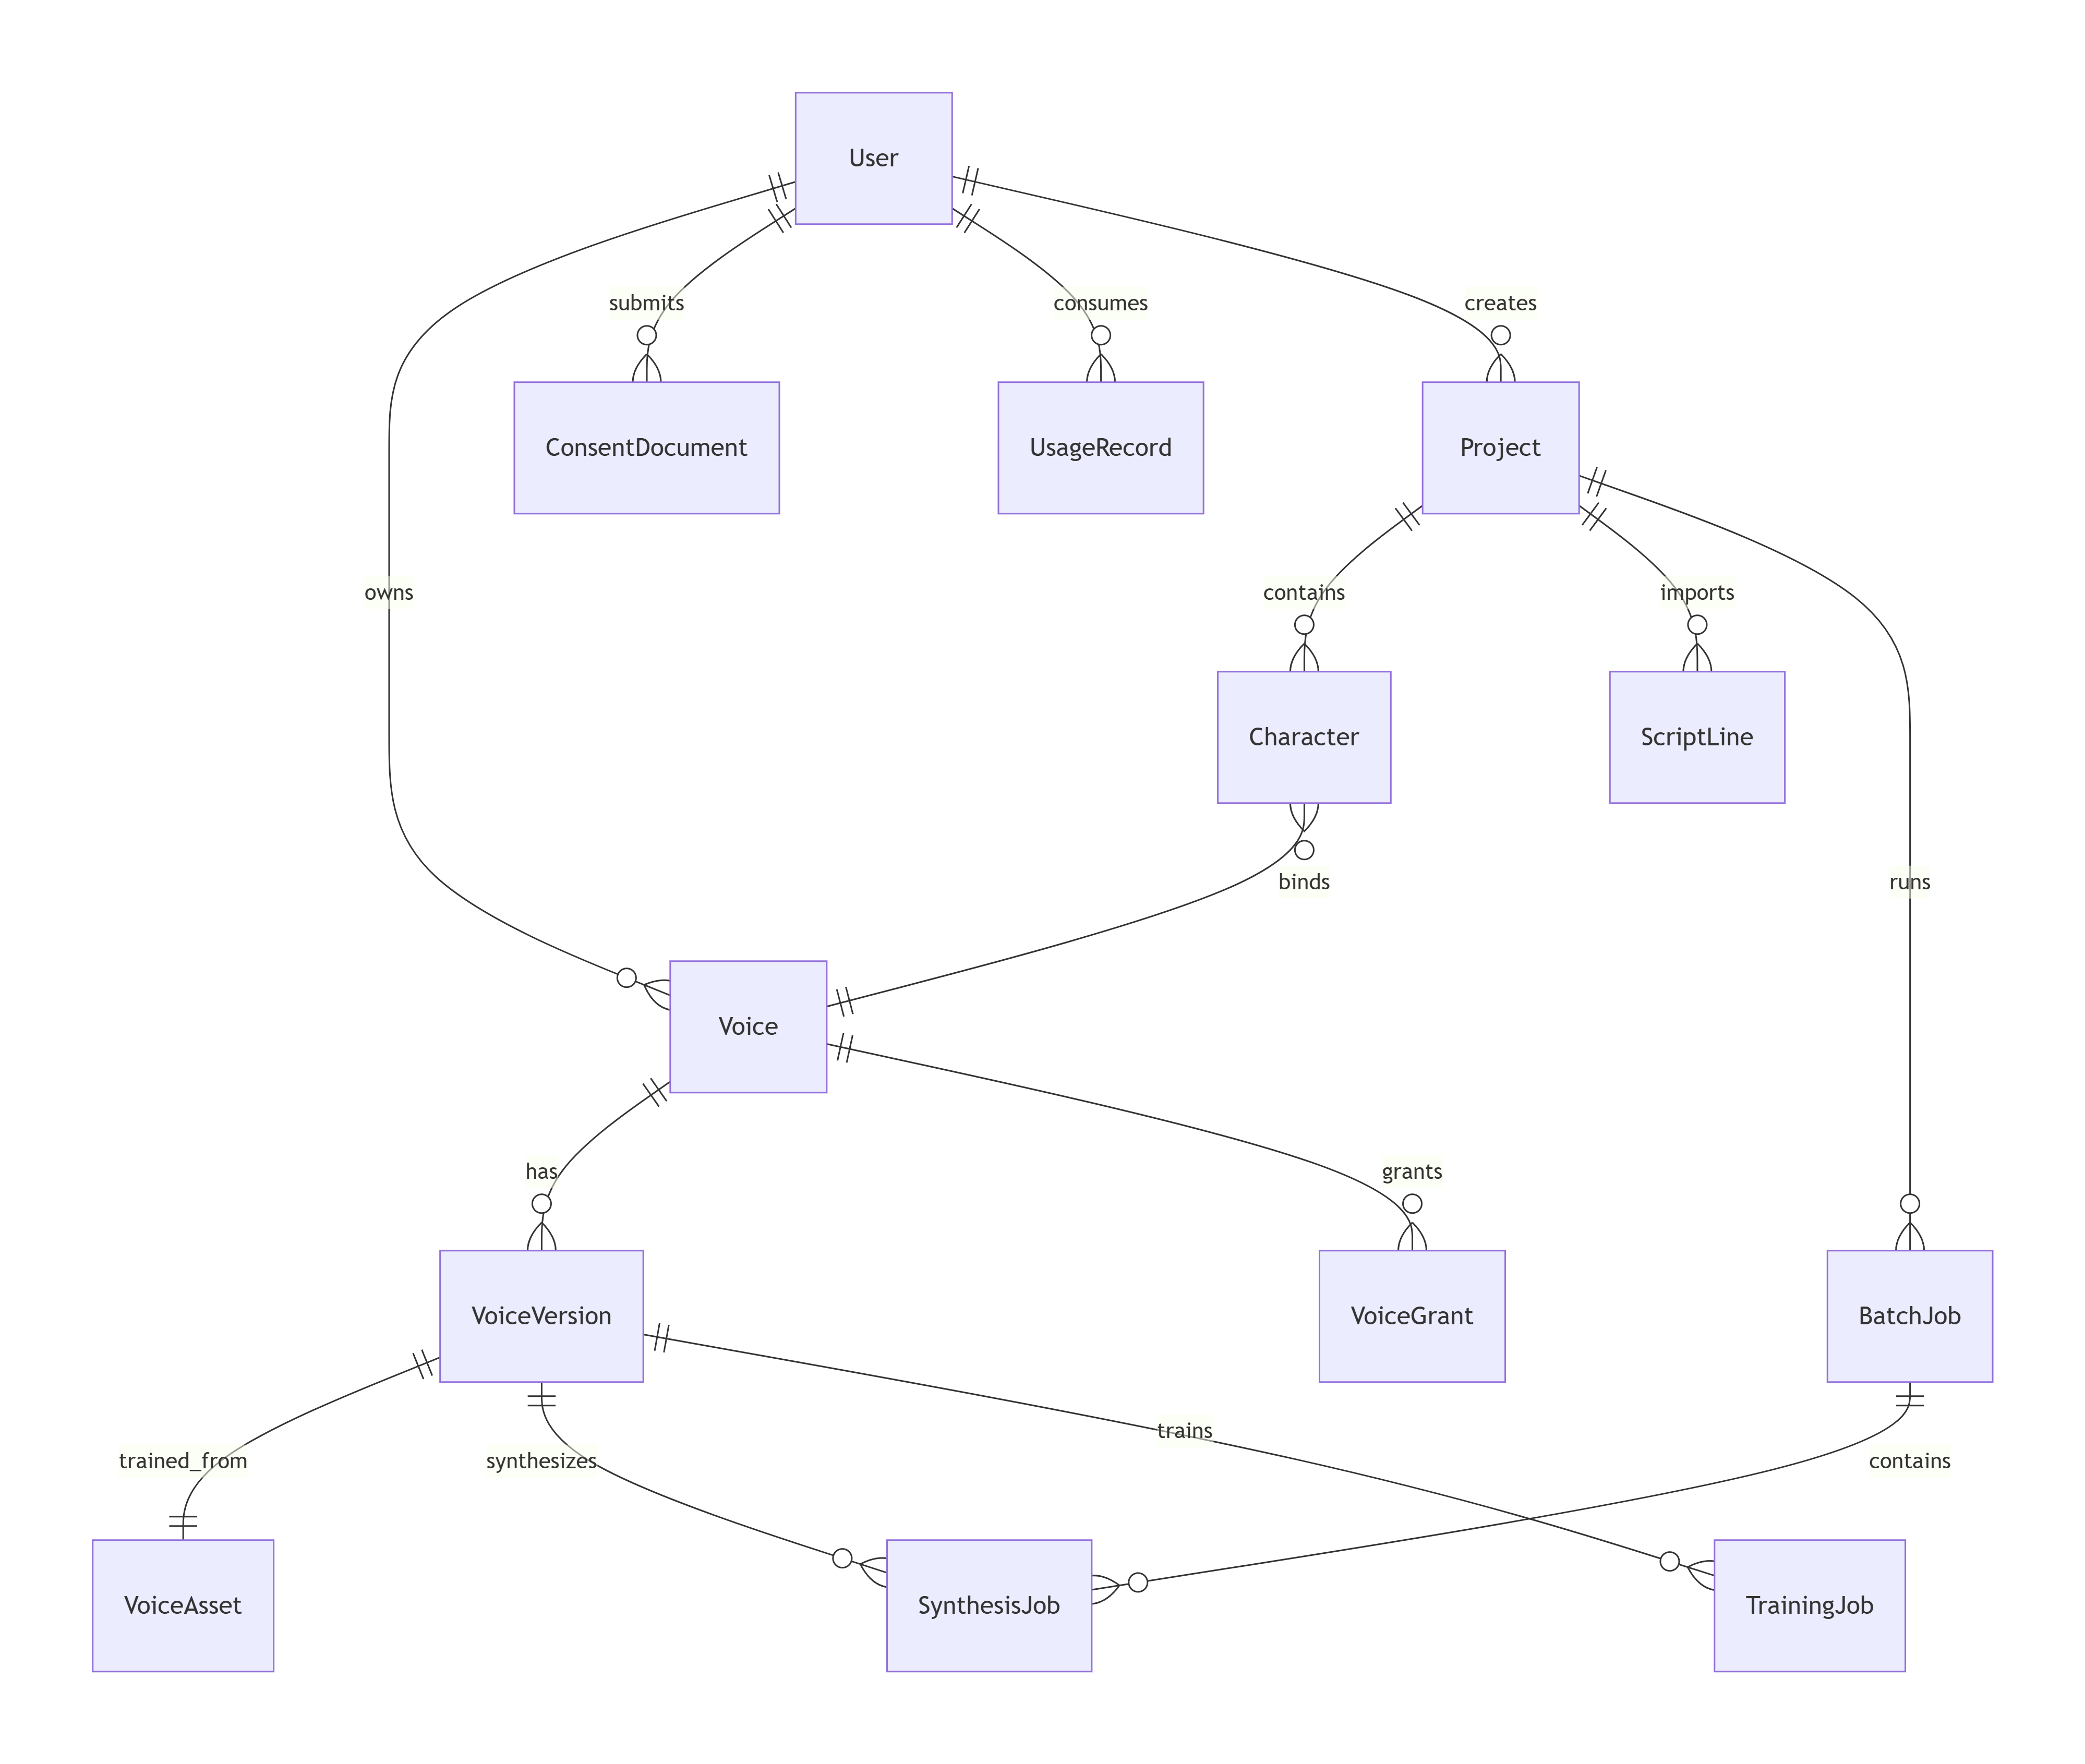 User
submits
consumes
creates
ConsentDocument
UsageRecord
Project
owns
contains
imports
Character
ScriptLine
binds
runs
Voice
has
grants
VoiceVersion
VoiceGrant
BatchJob
trains
trained_from
synthesizes
contains
VoiceAsset
SynthesisJob
TrainingJob